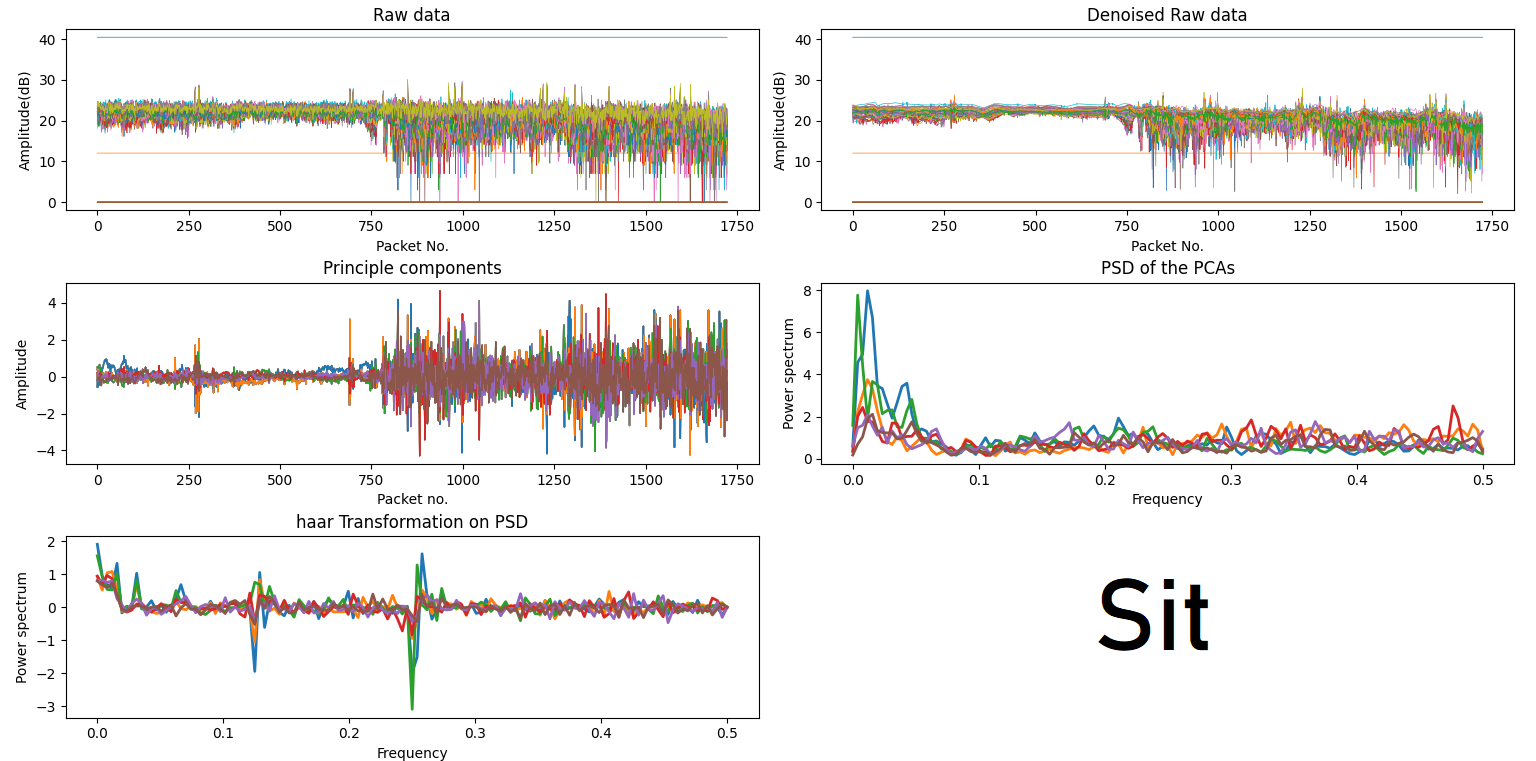 Raw data
Amplitude(dB)
40
30
20
10
0
0 250 500 750 1000 1250 1500 1750
Packet No.
Denoised Raw data
Amplitude(dB)
40
30
20
10
0
0 250 500 750 1000 1250 1500 1750
Packet No.
Principle components
Amplitude
4
2
0
−2
−4
0 250 500 750 1000 1250 1500 1750
Packet no.
PSD of the PCAs
Power spectrum
8
6
4
2
0
0.0 0.1 0.2 0.3 0.4 0.5
Frequency
haar Transformation on PSD
Power spectrum
2
1
0
−1
−2
−3
0.0 0.1 0.2 0.3 0.4 0.5
Frequency
Sit